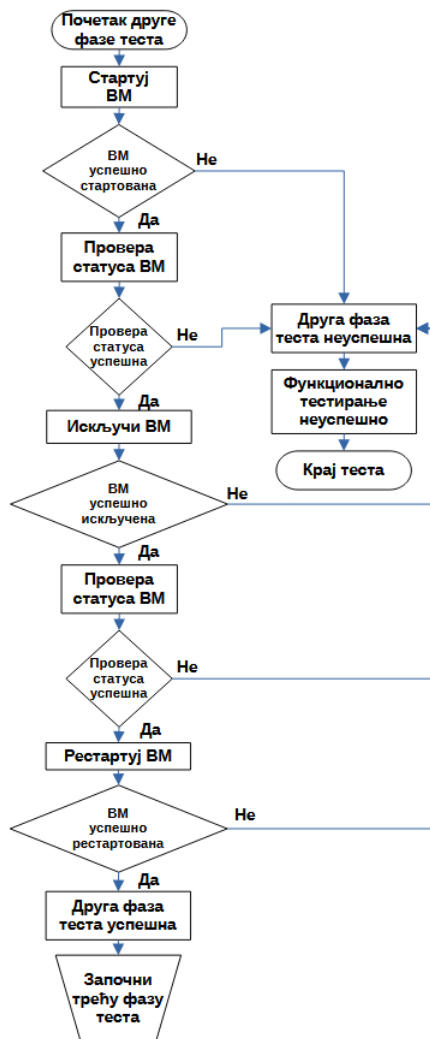 Почетак друге
фазе теста
Стартуј
ВМ
ВМ
успешно
стартована
Не
Да
Провера
статуса ВМ
Провера
статуса
успешна
Не
Друга фаза
теста неуспешна
Функционално
тестирање
неуспешно
Крај теста
Да
Искључи ВМ
ВМ
успешно
искључена
Не
Да
Провера
статуса ВМ
Провера
статуса
успешна
Не
Да
Рестартуј ВМ
ВМ
успешно
рестартована
Не
Да
Друга фаза
теста успешна
Започни
трећу фазу
теста